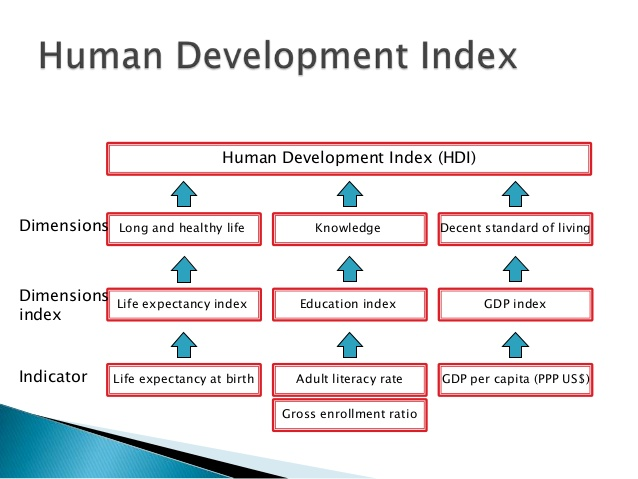 Human Development Index
Human Development Index (HDI)
Dimensions
Long and healthy life
Knowledge
Decent standard of living
Dimensions
index
Life expectancy index
Education index
GDP index
Indicator
Life expectancy at birth
Adult literacy rate
GDP per capita (PPP US$)
Gross enrollment ratio